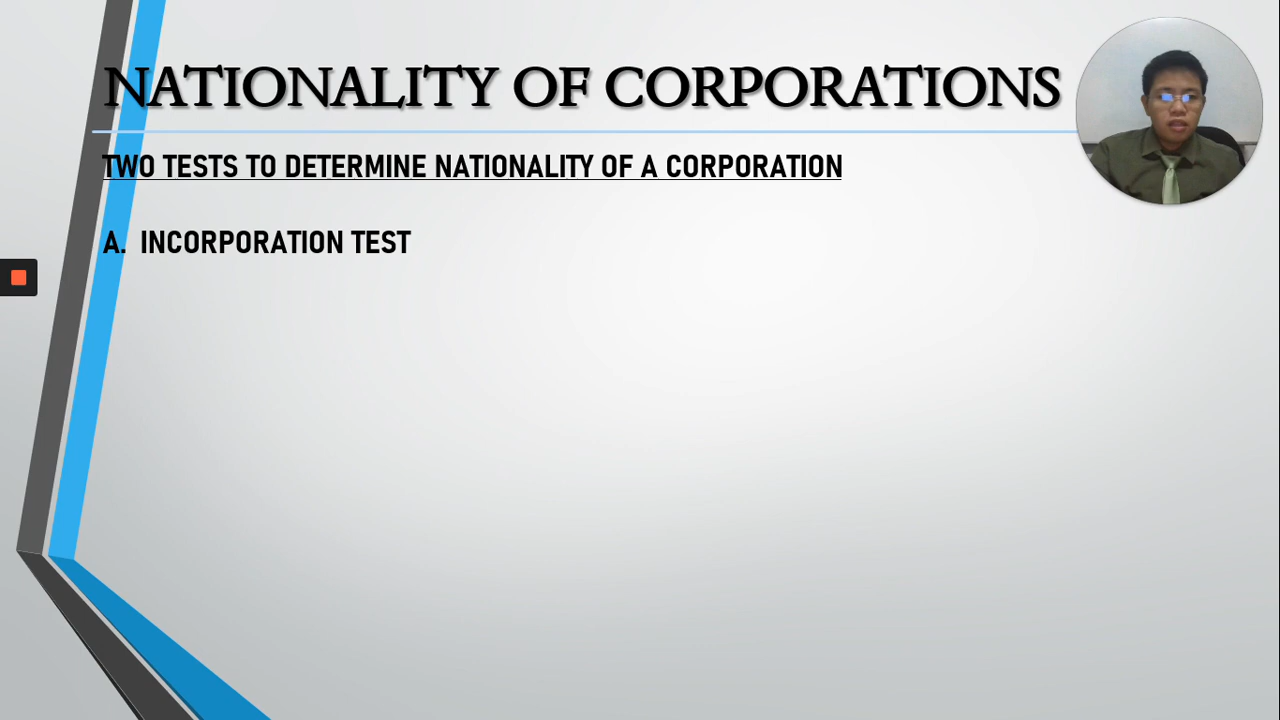 NATIONALITY OF CORPORATIONS
TWO TESTS TO DETERMINE NATIONALITY OF A CORPORATION
A. INCORPORATION TEST